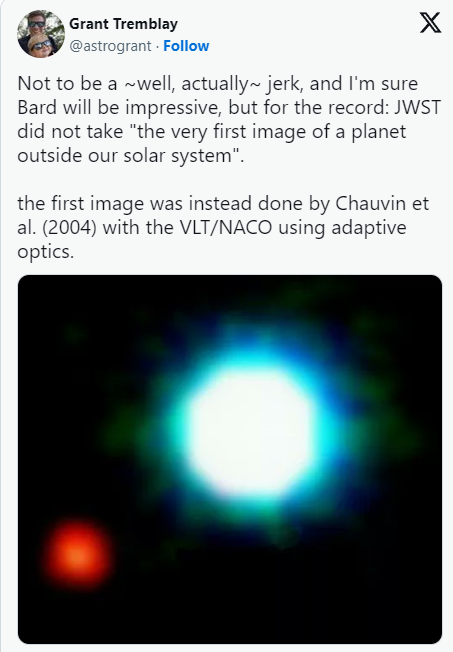 Grant Tremblay
@astrogrant · Follow
Not to be a ~well, actually~ jerk, and I'm sure
Bard will be impressive, but for the record: JWST
did not take "the very first image of a planet
outside our solar system".
the first image was instead done by Chauvin et
al. (2004) with the VLT/NACO using adaptive
optics.